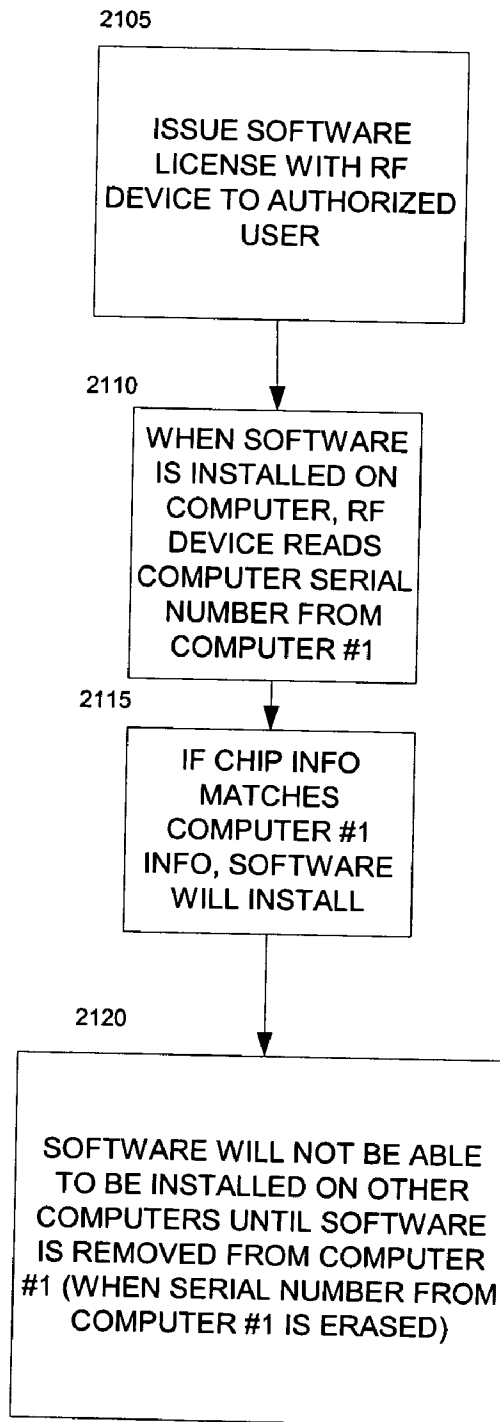 2105
ISSUE SOFTWARE
LICENSE WITH RF
DEVICE TO AUTHORIZED
USER
2110
WHEN SOFTWARE
IS INSTALLED ON
COMPUTER, RF
DEVICE READS
COMPUTER SERIAL
NUMBER FROM
COMPUTER #1
2115
IF CHIP INFO
MATCHES
COMPUTER #1
INFO, SOFTWARE
WILL INSTALL
2120
SOFTWARE WILL NOT BE ABLE
TO BE INSTALLED ON OTHER
COMPUTERS UNTIL SOFTWARE
IS REMOVED FROM COMPUTER
#1 (WHEN SERIAL NUMBER FROM
COMPUTER #1 IS ERASED)